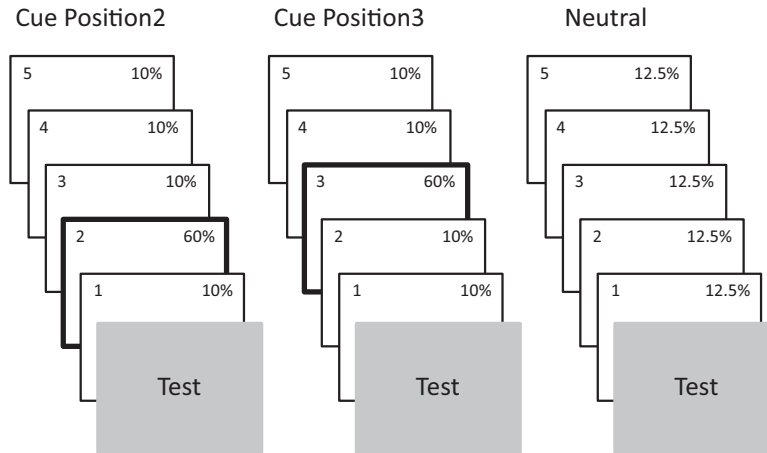 Cue Position2 Cue Position3 Neutral
5 10% 5 10% 5 12.5%
4 10% 4 10% 4 12.5%
3 10% 3 60% 3 12.5%
2 60% 2 10% 2 12.5%
1 10% 1 10% 1 12.5%
Test Test Test